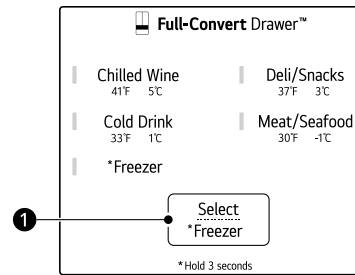 Full-Convert Drawer™
Chilled Wine
41°F 5°C
Deli/Snacks
37°F 3°C
Cold Drink
33°F 1°C
Meat/Seafood
30°F -1°C
*Freezer
1
Select
*Freezer
*Hold 3 seconds